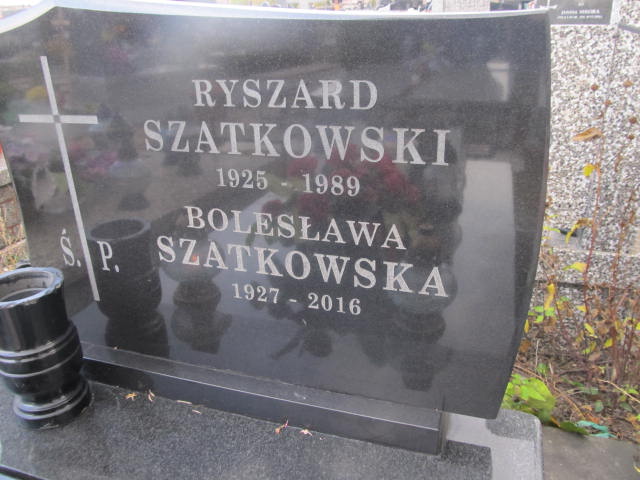 RYSZARD
SZATKOWSKI
1925 - 1989
BOLESŁAWA
SZATKOWSKA
1927 - 2016
Ś. P.